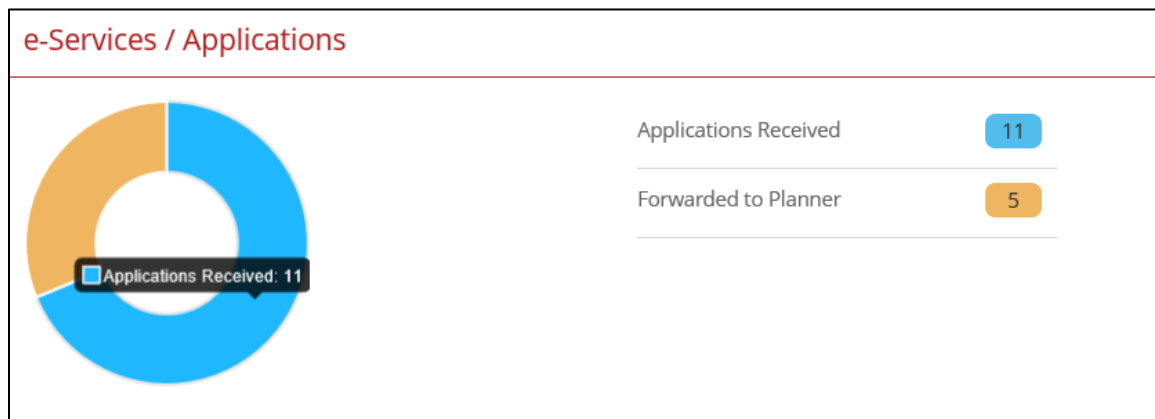 e-Services / Applications
Applications Received 11
Forwarded to Planner 5
Applications Received: 11